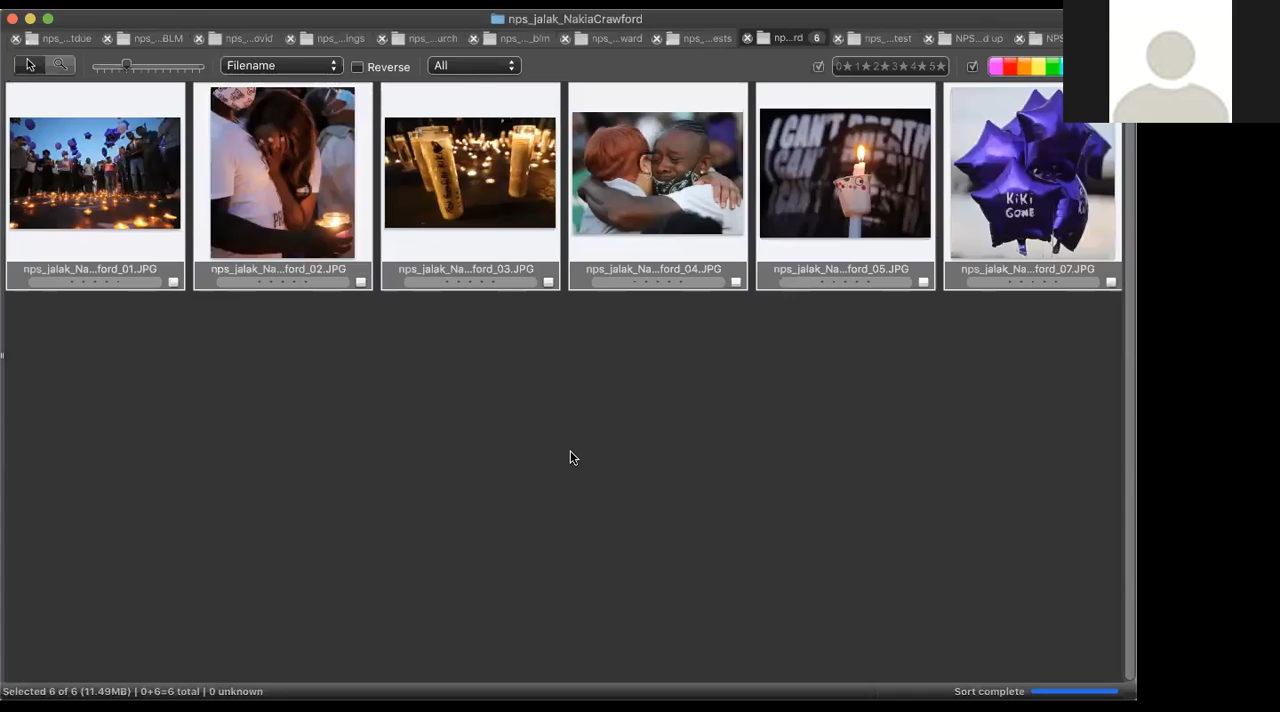 nps_jalak_NakiaCrawford
nps_...tdue nps_...BLM nps_...ovid nps_...ings nps_...urch nps_..._blm nps_...ward nps_...ests np...rd 6 nps_...test NPS...d up NPS
Filename Reverse All 0★1★2★3★4★5★
I CAN'T BREATHE
KiKi
GONE
nps_jalak_Na...ford_01.JPG nps_jalak_Na...ford_02.JPG nps_jalak_Na...ford_03.JPG nps_jalak_Na...ford_04.JPG nps_jalak_Na...ford_05.JPG nps_jalak_Na...ford_07.JPG
Selected 6 of 6 (11.49MB) | 0+6=6 total | 0 unknown Sort complete